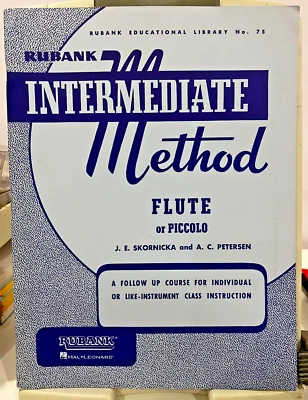 RUBANK EDUCATIONAL LIBRARY No. 75
RUBANK
INTERMEDIATE
Method
FLUTE
or PICCOLO
J. E. SKORNICKA and A. C. PETERSEN
A FOLLOW UP COURSE FOR INDIVIDUAL
OR LIKE-INSTRUMENT CLASS INSTRUCTION
RUBANK
HAL•LEONARD